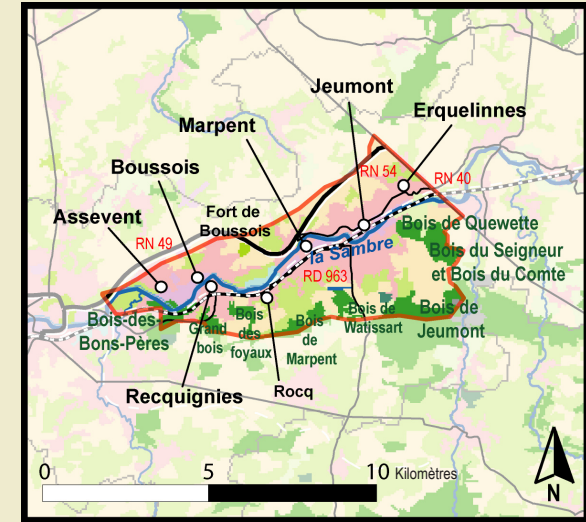 Jeumont
Erquelinnes
Marpent
RN 54
RN 40
Boussois
Assevent
Fort de
Boussois
Bois de Quewette
RN 49
la Sambre
Bois du Seigneur
et Bois du Comte
RD 963
Bois-des
Bons-Pères
Grand
bois
Bois
des
foyaux
Bois
de
Marpent
Bois de
Watissart
Bois de
Jeumont
Recquignies
Rocq
0
5
10 Kilomètres
N